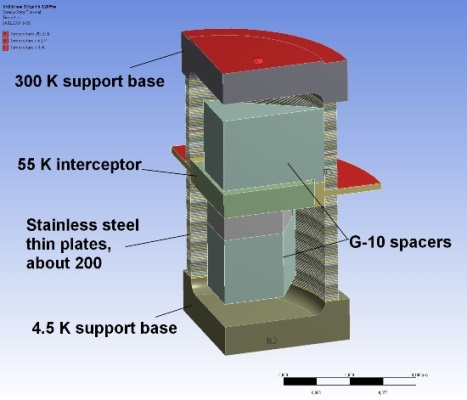 300 K support base
55 K interceptor
Stainless steel
thin plates,
about 200
G-10 spacers
4.5 K support base